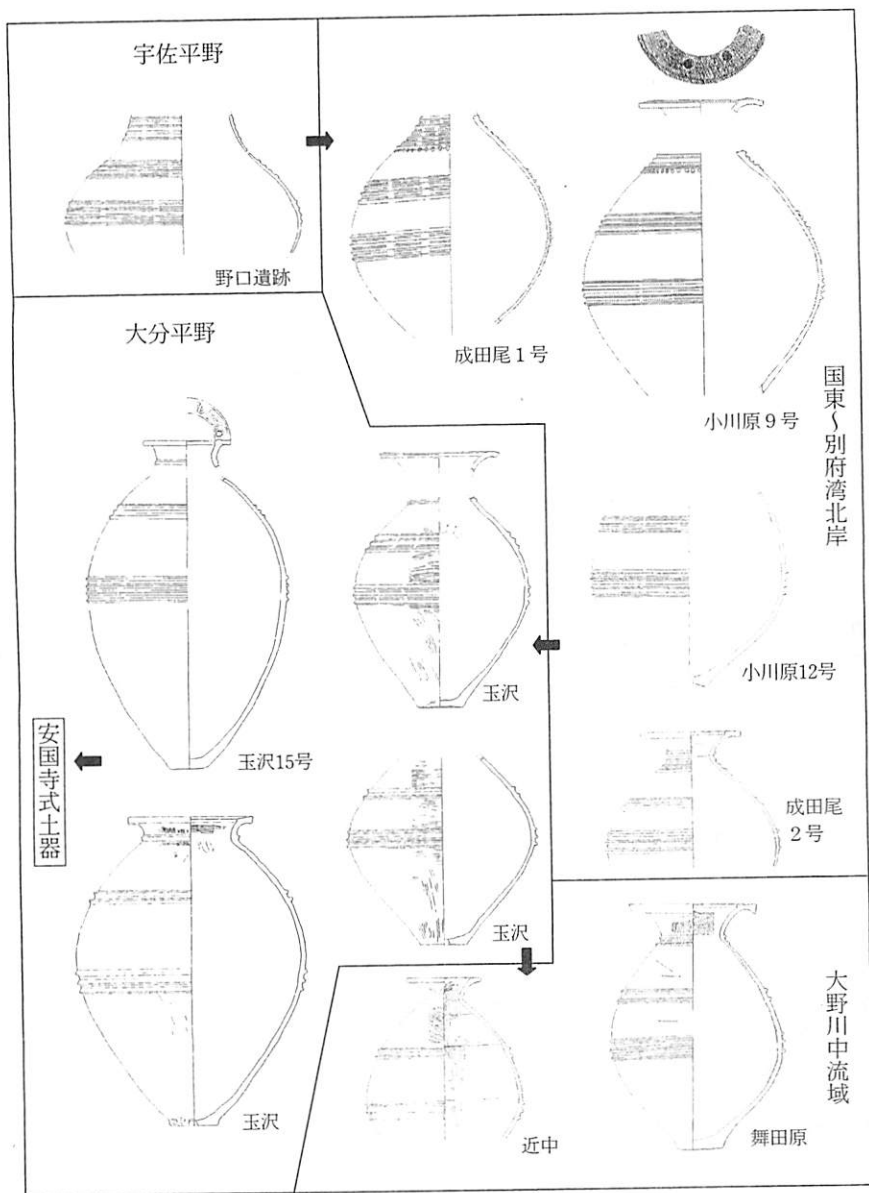 宇佐平野
野口遺跡
成田尾1号
小川原9号
国東～別府湾北岸
小川原12号
成田尾
2号
大分平野
玉沢15号
玉沢
玉沢
玉沢
安国寺式土器
大野川中流域
近中
舞田原